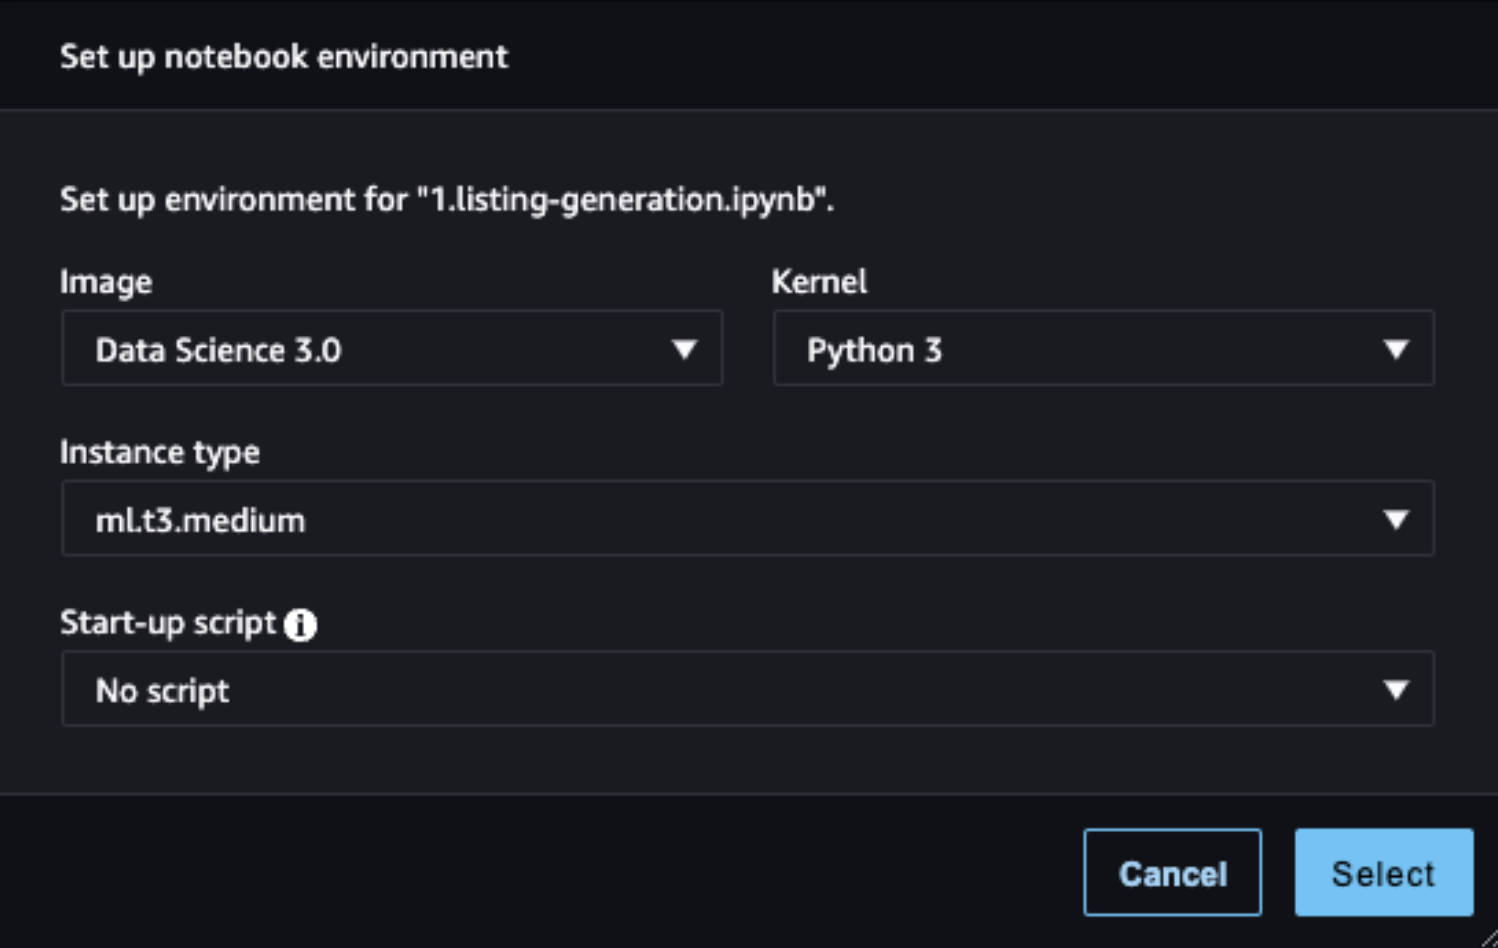 Set up notebook environment
Set up environment for "1.listing-generation.ipynb".
Image
Kernel
Data Science 3.0
Python 3
Instance type
ml.t3.medium
Start-up script
No script
Cancel
Select